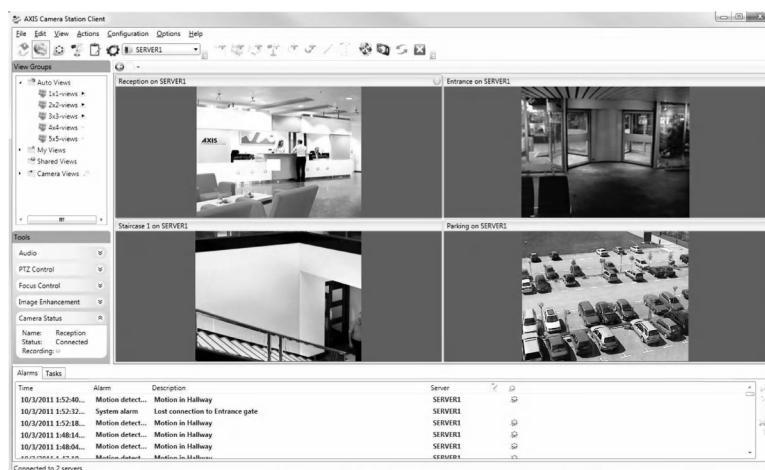 AXIS Camera Station Client
File Edit View Actions Configuration Options Help
SERVER1
View Groups
Auto Views
1x1-views
2x2-views
3x3-views
4x4-views
5x5-views
My Views
Shared Views
Camera Views
Reception on SERVER1
AXIS
Entrance on SERVER1
Staircase 1 on SERVER1
Parking on SERVER1
Tools
Audio
PTZ Control
Focus Control
Image Enhancement
Camera Status
Name: Reception
Status: Connected
Recording:
Alarms Tasks
Time Alarm Description Server
10/3/2011 1:52:40... Motion detect... Motion in Hallway SERVER1
10/3/2011 1:52:32... System alarm Lost connection to Entrance gate SERVER1
10/3/2011 1:52:18... Motion detect... Motion in Hallway SERVER1
10/3/2011 1:48:14... Motion detect... Motion in Hallway SERVER1
10/3/2011 1:48:04... Motion detect... Motion in Hallway SERVER1
Motion detect... Motion in Hallway SERVER1
Connected to 2 servers